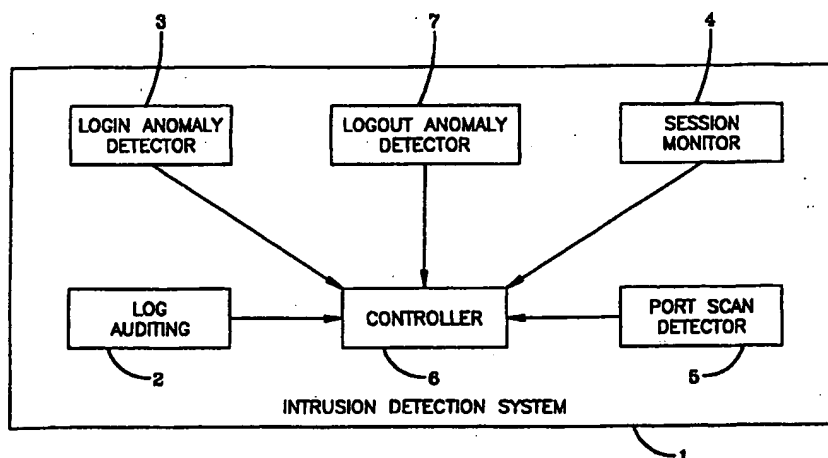 3
7
4
LOGIN ANOMALY
DETECTOR
LOGOUT ANOMALY
DETECTOR
SESSION
MONITOR
LOG
AUDITING
CONTROLLER
PORT SCAN
DETECTOR
2
6
5
INTRUSION DETECTION SYSTEM
1